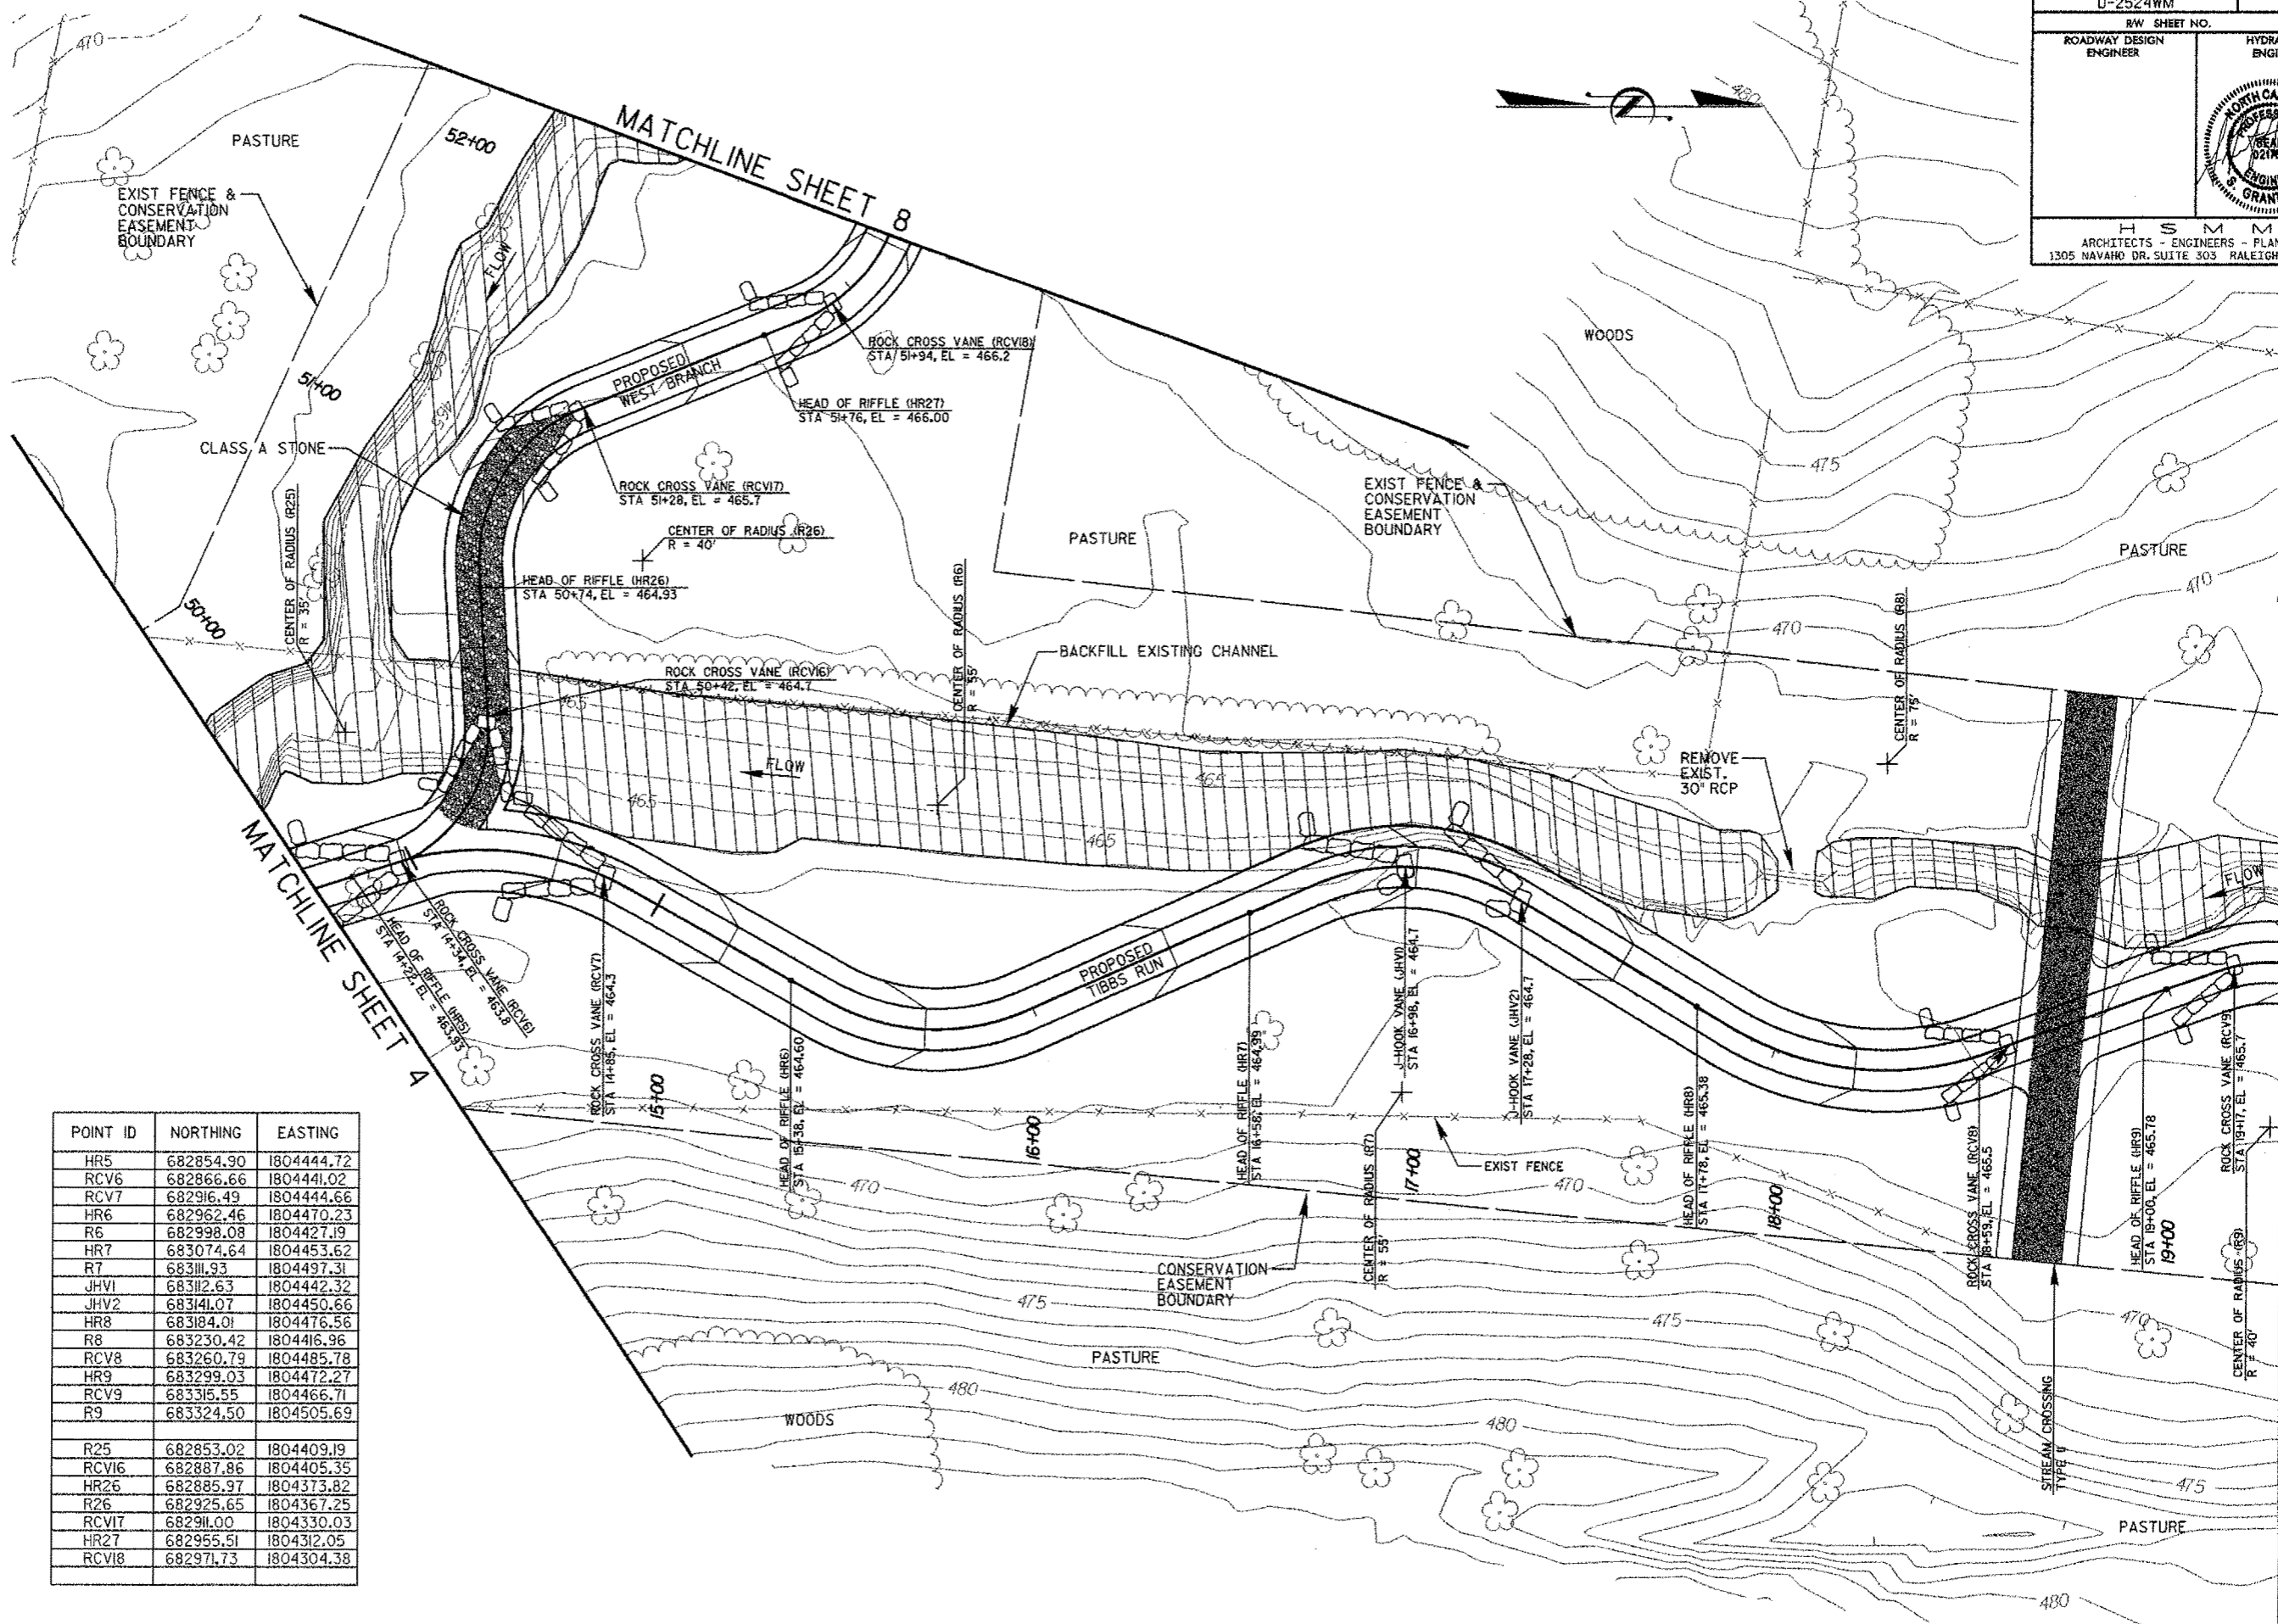 U-2524WM
R/W SHEET NO.
ROADWAY DESIGN
ENGINEER
H S M M
ARCHITECTS - ENGINEERS - PLAN
1305 NAVAHO DR. SUITE 303 RALEIGH
470
PASTURE
52+00
EXIST FENCE &
CONSERVATION
EASEMENT
BOUNDARY
FLOW
MATCHLINE SHEET 8
480
WOODS
ROCK CROSS VANE (RCV18)
STA 51+94, EL = 466.2
PROPOSED
WEST BRANCH
HEAD OF RIFFLE (HR27)
STA 51+76, EL = 466.00
51+00
465
CLASS A STONE
ROCK CROSS VANE (RCV17)
STA 51+28, EL = 465.7
CENTER OF RADIUS (R26)
R = 40'
CENTER OF RADIUS (R25)
R = 35'
HEAD OF RIFFLE (HR26)
STA 50+74, EL = 464.93
50+00
PASTURE
EXIST FENCE &
CONSERVATION
EASEMENT
BOUNDARY
475
PASTURE
470
470
CENTER OF RADIUS (R6)
R = 55'
CENTER OF RADIUS (R8)
R = 75'
BACKFILL EXISTING CHANNEL
ROCK CROSS VANE (RCV16)
STA 50+42, EL = 464.7
465
FLOW
465
465
465
REMOVE
EXIST.
30" RCP
FLOW
MATCHLINE SHEET 4
ROCK CROSS VANE (RCV6)
STA 14+34, EL = 463.8
HEAD OF RIFFLE (HR5)
STA 14+22, EL = 463.93
ROCK CROSS VANE (RCV7)
STA 14+85, EL = 464.3
15+00
HEAD OF RIFFLE (HR6)
STA 15+38, EL = 464.60
PROPOSED
TIBBS RUN
16+00
HEAD OF RIFFLE (HR7)
STA 16+58, EL = 464.99
J-HOOK VANE (JHV1)
STA 16+98, EL = 464.7
CENTER OF RADIUS (R7)
R = 55'
17+00
J-HOOK VANE (JHV2)
STA 17+28, EL = 464.7
EXIST FENCE
HEAD OF RIFFLE (HR8)
STA 17+78, EL = 465.38
18+00
ROCK CROSS VANE (RCV8)
STA 18+59, EL = 465.5
HEAD OF RIFFLE (HR9)
STA 19+00, EL = 465.78
19+00
ROCK CROSS VANE (RCV9)
STA 19+17, EL = 465.7
CENTER OF RADIUS (R9)
R = 40'
STREAM CROSSING
TYPE II
470
470
470
CONSERVATION
EASEMENT
BOUNDARY
475
475
475
PASTURE
480
480
480
WOODS
PASTURE
POINT ID NORTHING EASTING
HR5 682854.90 1804444.72
RCV6 682866.66 1804441.02
RCV7 682916.49 1804444.66
HR6 682962.46 1804470.23
R6 682998.08 1804427.19
HR7 683074.64 1804453.62
R7 683111.93 1804497.31
JHV1 683112.63 1804442.32
JHV2 683141.07 1804450.66
HR8 683184.01 1804476.56
R8 683230.42 1804416.96
RCV8 683260.79 1804485.78
HR9 683299.03 1804472.27
RCV9 683315.55 1804466.71
R9 683324.50 1804505.69
R25 682853.02 1804409.19
RCV16 682887.86 1804405.35
HR26 682885.97 1804373.82
R26 682925.65 1804367.25
RCV17 682911.00 1804330.03
HR27 682955.51 1804312.05
RCV18 682971.73 1804304.38